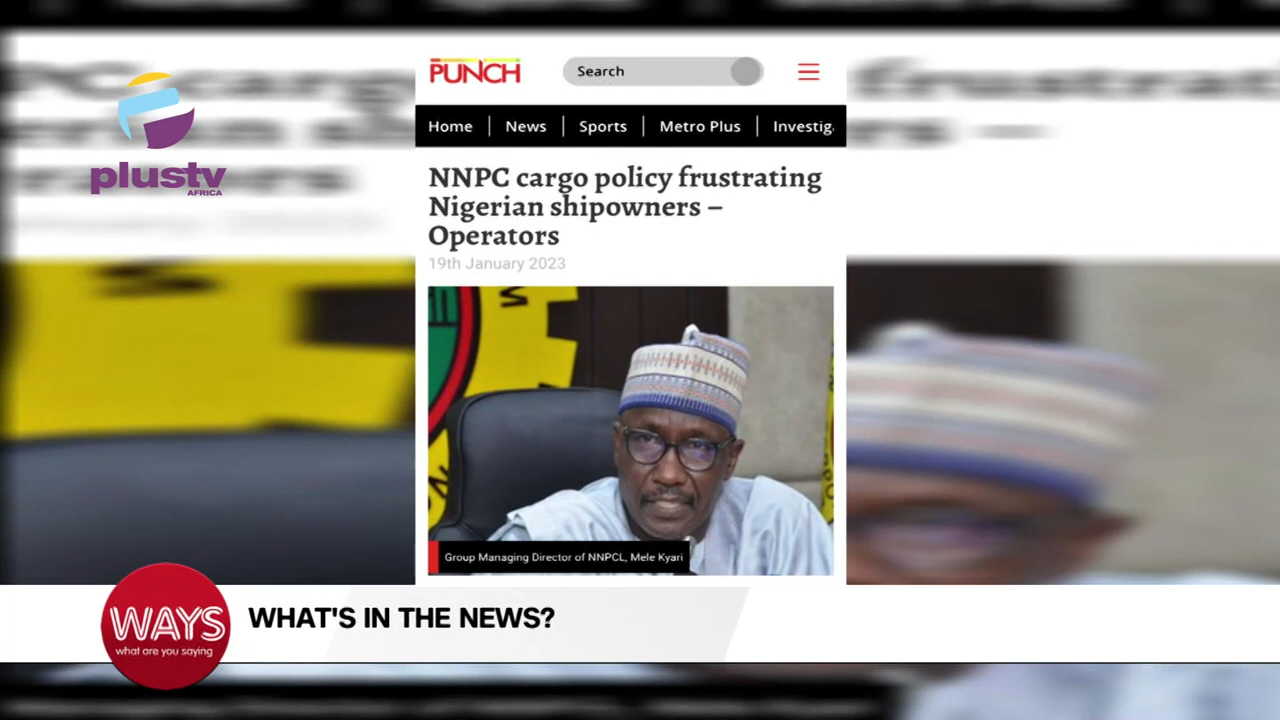 PUNCH
Search
Home
News
Sports
Metro Plus
Investig
plustv
AFRICA
NNPC cargo policy frustrating
Nigerian shipowners –
Operators
19th January 2023
Group Managing Director of NNPCL, Mele Kyari
WAYS
what are you saying
WHAT'S IN THE NEWS?